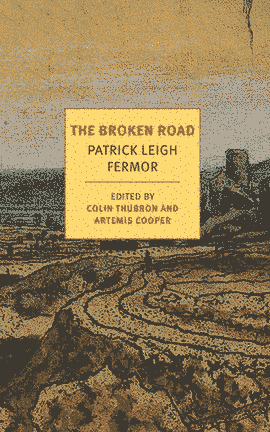 THE BROKEN ROAD
PATRICK LEIGH
FERMOR
EDITED BY
COLIN THUBRON AND
ARTEMIS COOPER